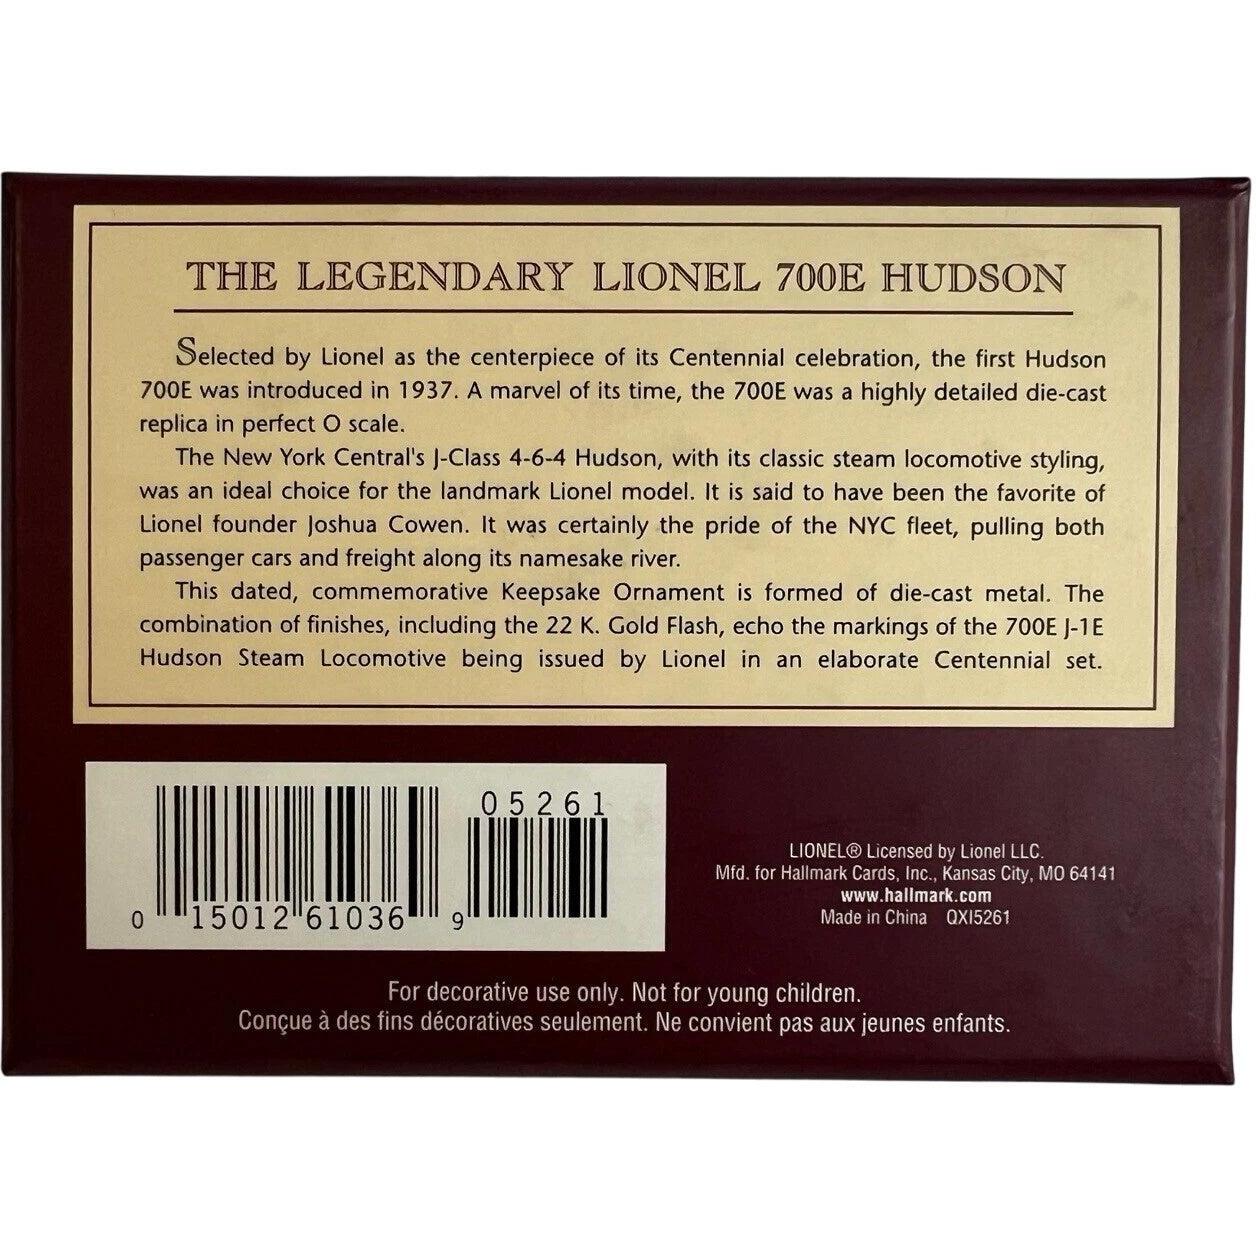 THE LEGENDARY LIONEL 700E HUDSON
Selected by Lionel as the centerpiece of its Centennial celebration, the first Hudson
700E was introduced in 1937. A marvel of its time, the 700E was a highly detailed die-cast
replica in perfect O scale.
The New York Central's J-Class 4-6-4 Hudson, with its classic steam locomotive styling,
was an ideal choice for the landmark Lionel model. It is said to have been the favorite of
Lionel founder Joshua Cowen. It was certainly the pride of the NYC fleet, pulling both
passenger cars and freight along its namesake river.
This dated, commemorative Keepsake Ornament is formed of die-cast metal. The
combination of finishes, including the 22 K. Gold Flash, echo the markings of the 700E J-1E
Hudson Steam Locomotive being issued by Lionel in an elaborate Centennial set.
05261
0 15012 61036 9
LIONEL® Licensed by Lionel LLC.
Mfd. for Hallmark Cards, Inc., Kansas City, MO 64141
www.hallmark.com
Made in China QXI5261
For decorative use only. Not for young children.
Conçue à des fins décoratives seulement. Ne convient pas aux jeunes enfants.